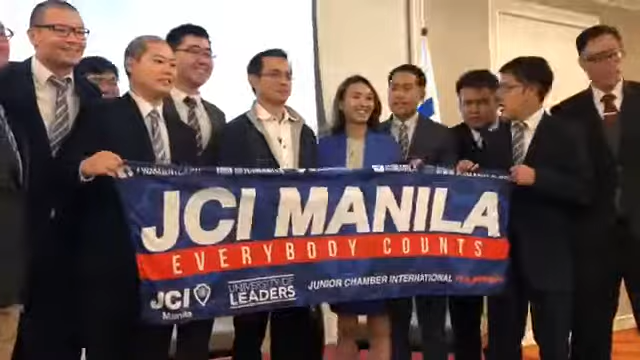 JCI MANILA
EVERYBODY COUNTS
JCI
Manila
UNIVERSITY OF
LEADERS
JUNIOR CHAMBER INTERNATIONAL